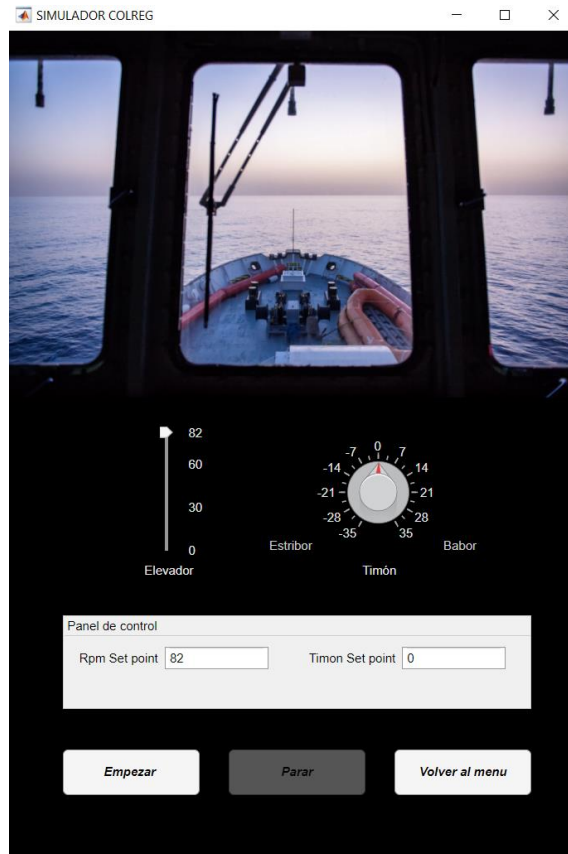 SIMULADOR COLREG
82
60
30
0
Elevador
0
-7 7
-14 14
-21 21
-28 28
-35 35
Estribor Babor
Timón
Panel de control
Rpm Set point 82 Timon Set point 0
Empezar Parar Volver al menu